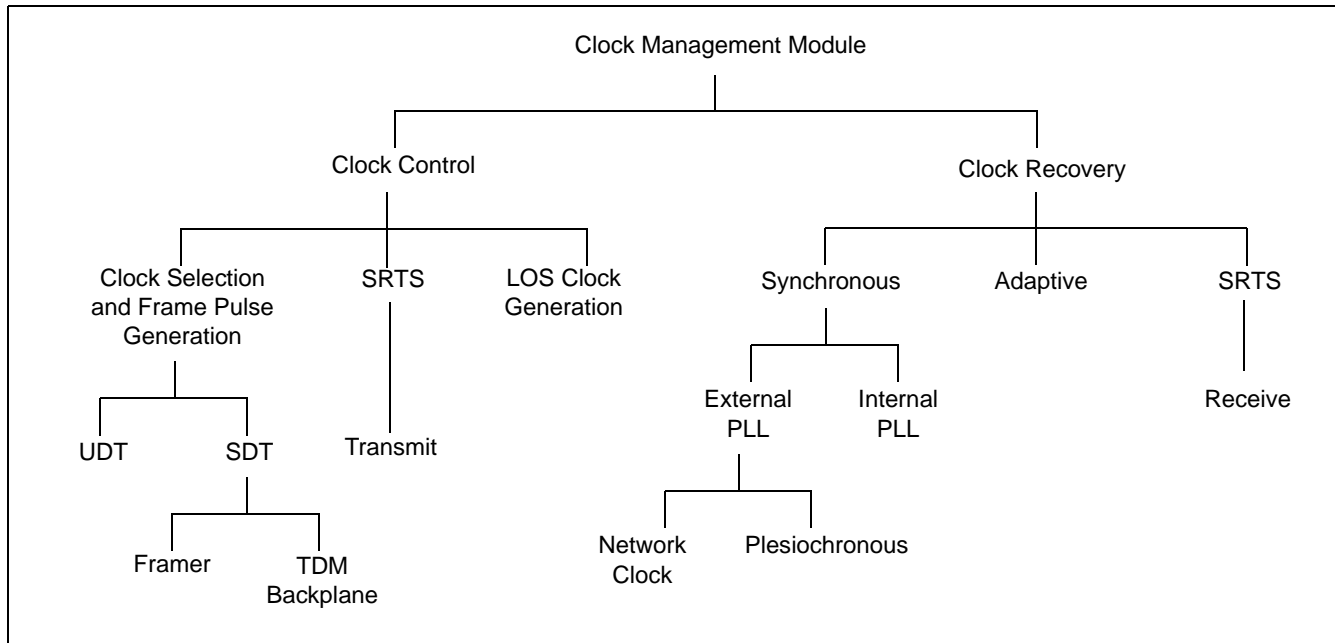 Clock Management Module
Clock Control
Clock Recovery
Clock Selection
and Frame Pulse
Generation
SRTS
LOS Clock
Generation
Synchronous
Adaptive
SRTS
UDT
SDT
Transmit
External
PLL
Internal
PLL
Receive
Framer
TDM
Backplane
Network
Clock
Plesiochronous